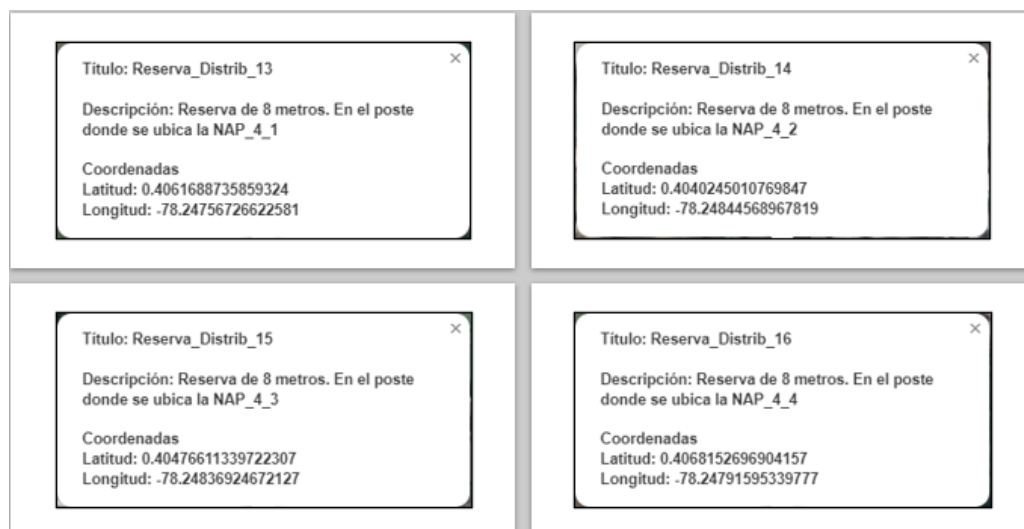 Título: Reserva_Distrib_13
Descripción: Reserva de 8 metros. En el poste
donde se ubica la NAP_4_1
Coordenadas
Latitud: 0.4061688735859324
Longitud: -78.24756726622581
Título: Reserva_Distrib_14
Descripción: Reserva de 8 metros. En el poste
donde se ubica la NAP_4_2
Coordenadas
Latitud: 0.4040245010769847
Longitud: -78.24844568967819
Título: Reserva_Distrib_15
Descripción: Reserva de 8 metros. En el poste
donde se ubica la NAP_4_3
Coordenadas
Latitud: 0.40476611339722307
Longitud: -78.24836924672127
Título: Reserva_Distrib_16
Descripción: Reserva de 8 metros. En el poste
donde se ubica la NAP_4_4
Coordenadas
Latitud: 0.4068152696904157
Longitud: -78.24791595339777